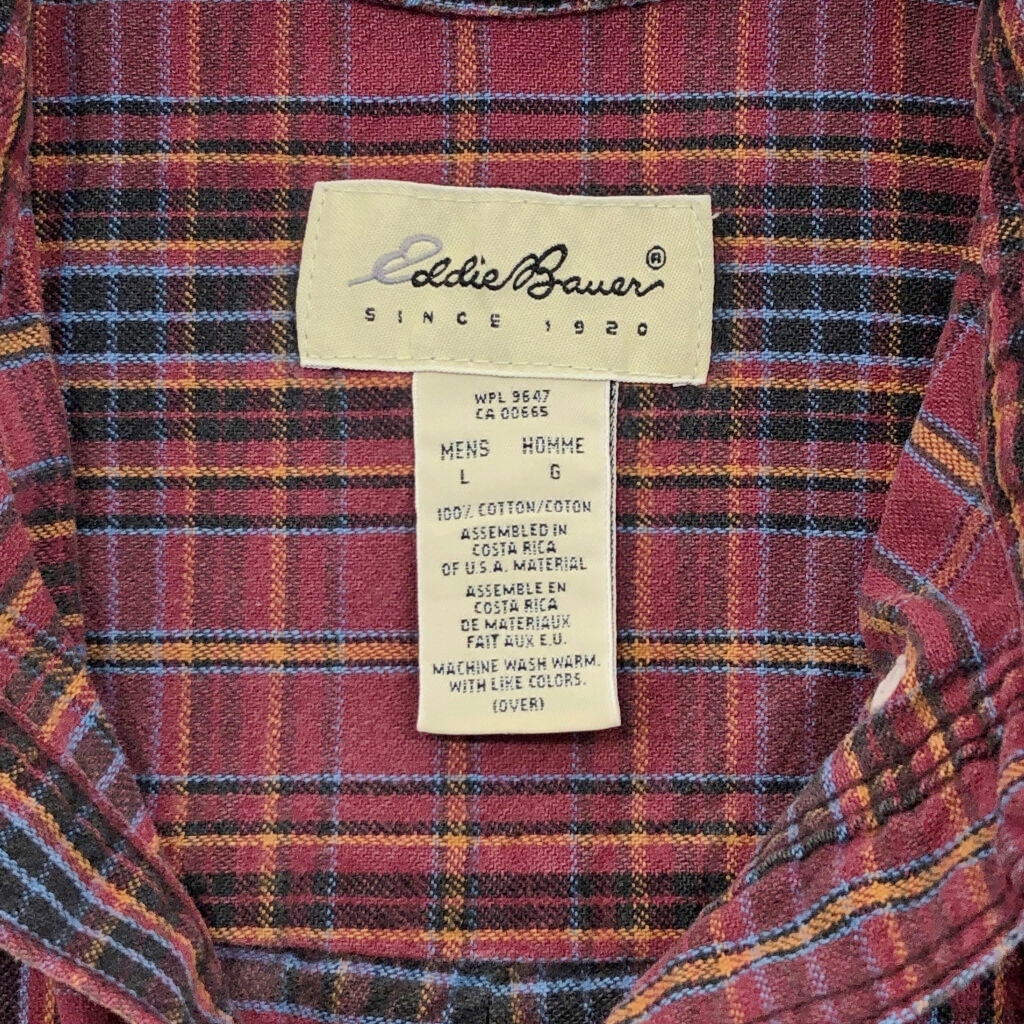 Eddie Bauer®
SINCE 1920
WPL 9647
CA 00665
MENS HOMME
L G
100% COTTON/COTON
ASSEMBLED IN
COSTA RICA
OF U.S.A. MATERIAL
ASSEMBLE EN
COSTA RICA
DE MATERIAUX
FAIT AUX E.U.
MACHINE WASH WARM.
WITH LIKE COLORS.
(OVER)